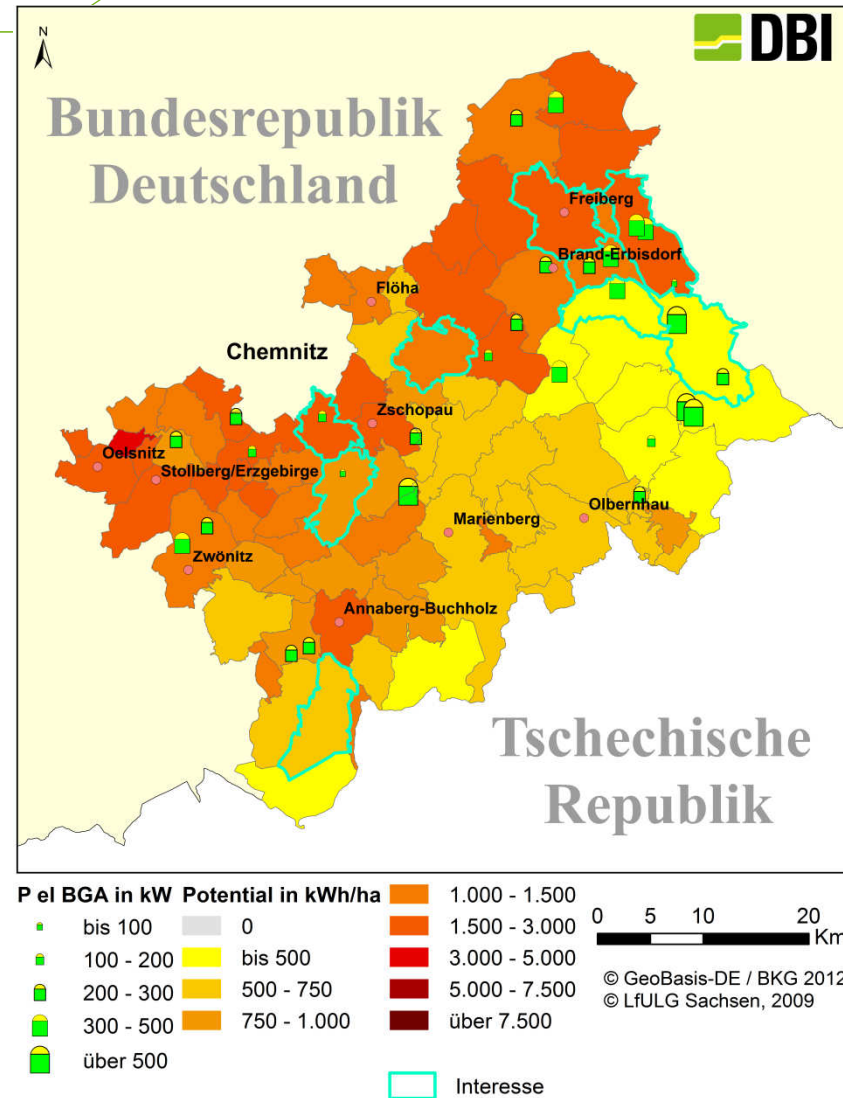 N
DBI
Bundesrepublik
Deutschland
Freiberg
Brand-Erbisdorf
Flöha
Chemnitz
Zschopau
Oelsnitz
Stollberg/Erzgebirge
Marienberg
Olbernhau
Zwönitz
Annaberg-Buchholz
Tschechische
Republik
P el BGA in kW
bis 100
100 - 200
200 - 300
300 - 500
über 500
Potential in kWh/ha
0
bis 500
500 - 750
750 - 1.000
1.000 - 1.500
1.500 - 3.000
3.000 - 5.000
5.000 - 7.500
über 7.500
Interesse
0 5 10 20
Km
© GeoBasis-DE / BKG 2012
© LfULG Sachsen, 2009